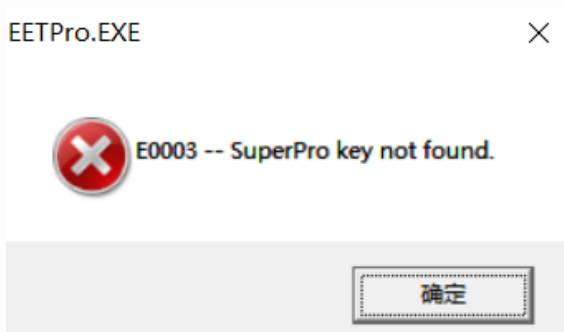 EETPro.EXE
E0003 -- SuperPro key not found.
确定